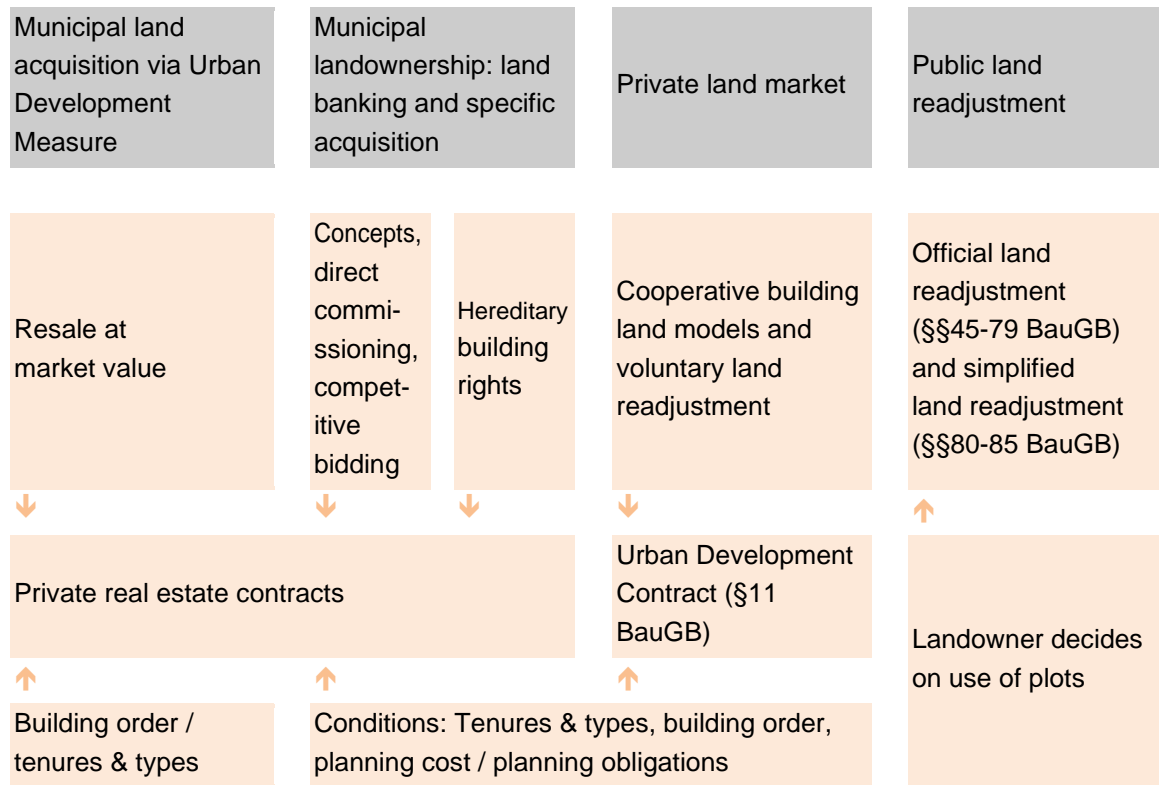 Municipal land
acquisition via Urban
Development
Measure
Municipal
landownership: land
banking and specific
acquisition
Private land market
Public land
readjustment
Resale at
market value
Concepts,
direct
commi-
ssioning,
compet-
itive
bidding
Hereditary
building
rights
Cooperative building
land models and
voluntary land
readjustment
Official land
readjustment
(§§45-79 BauGB)
and simplified
land readjustment
(§§80-85 BauGB)
Private real estate contracts
Urban Development
Contract (§11
BauGB)
Landowner decides
on use of plots
Building order /
tenures & types
Conditions: Tenures & types, building order,
planning cost / planning obligations